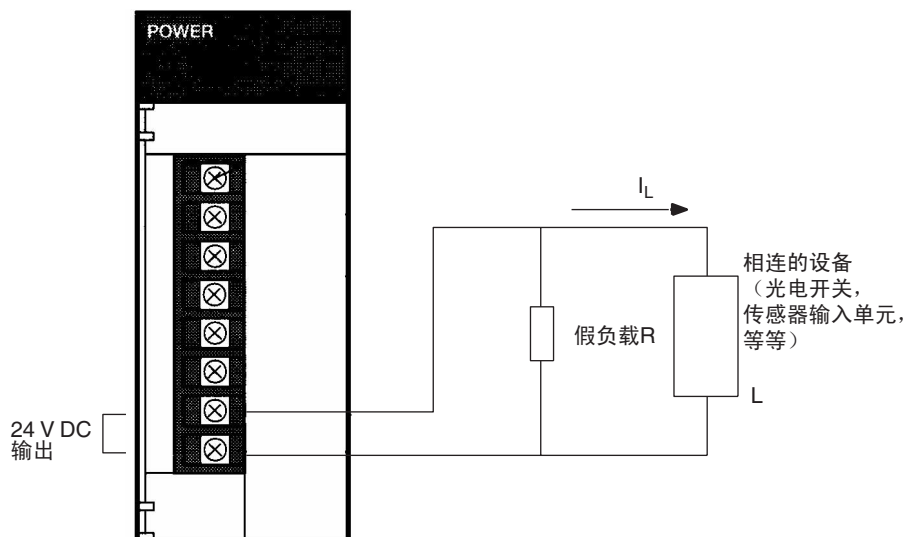 POWER
I_L
相连的设备
（光电开关，
传感器输入单元，
等等）
假负载R
L
24 V DC
输出